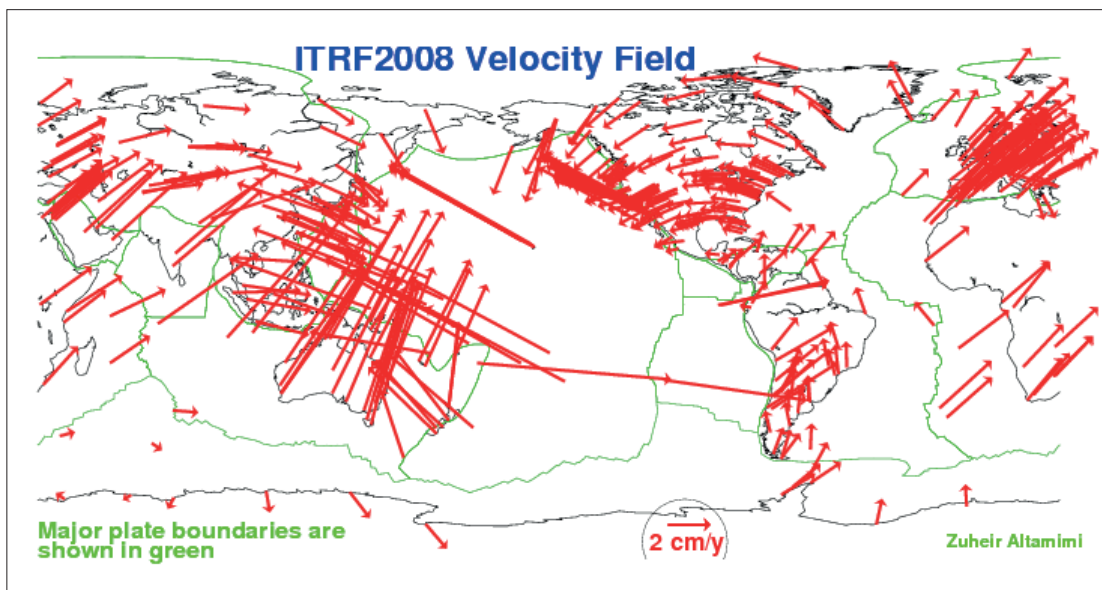 ITRF2008 Velocity Field
Major plate boundaries are
shown in green
2 cm/y
Zuheir Altamimi